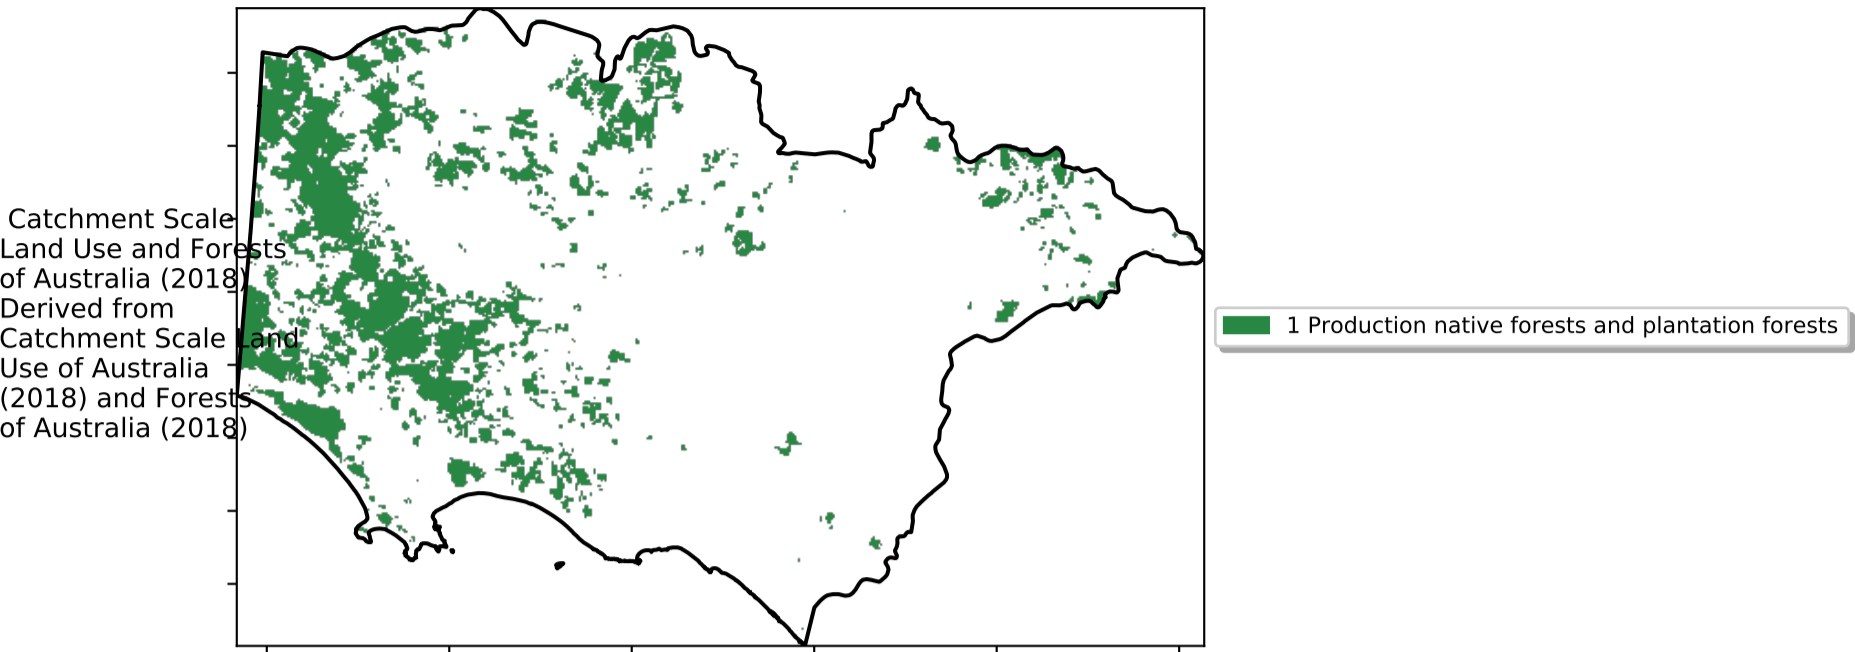 Catchment Scale
Land Use and Forests
of Australia (2018)
Derived from
Catchment Scale Land
Use of Australia
(2018) and Forests
of Australia (2018)
1 Production native forests and plantation forests